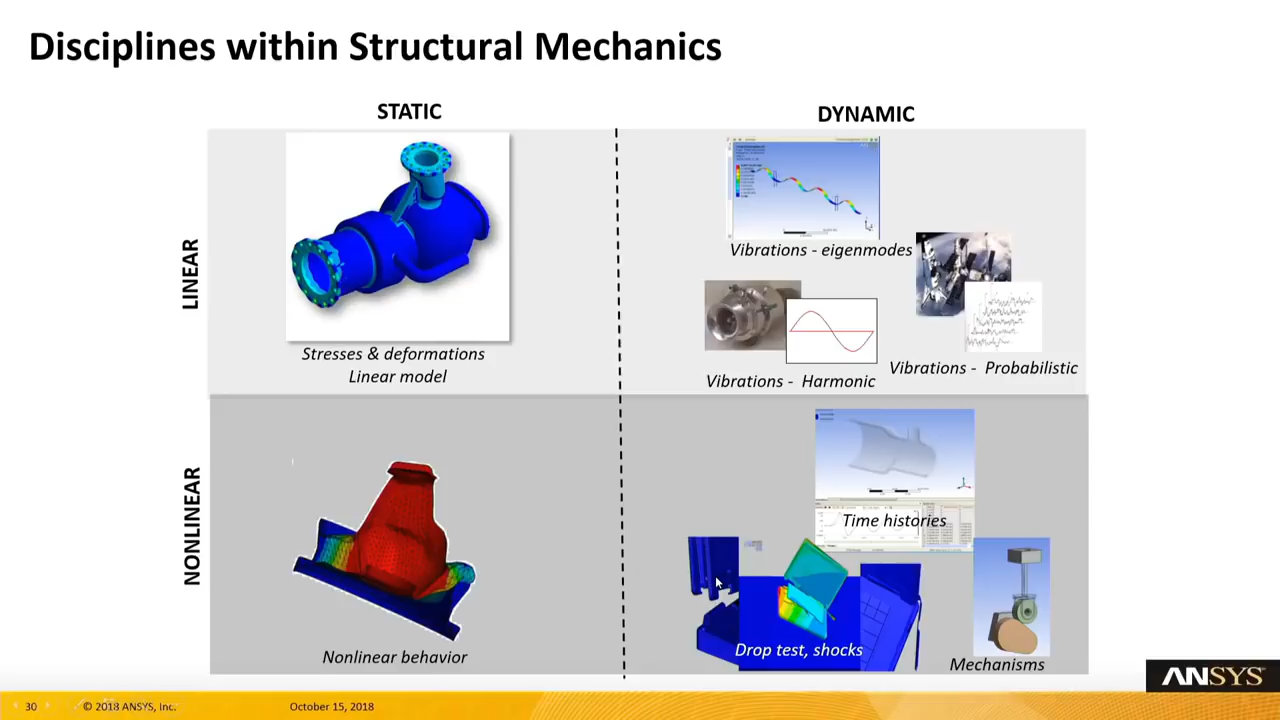 Disciplines within Structural Mechanics
STATIC
DYNAMIC
LINEAR
Stresses & deformations
Linear model
Vibrations - eigenmodes
Vibrations - Harmonic
Vibrations - Probabilistic
NONLINEAR
Nonlinear behavior
Time histories
Drop test, shocks
Mechanisms
ANSYS
30
© 2018 ANSYS, Inc.
October 15, 2018